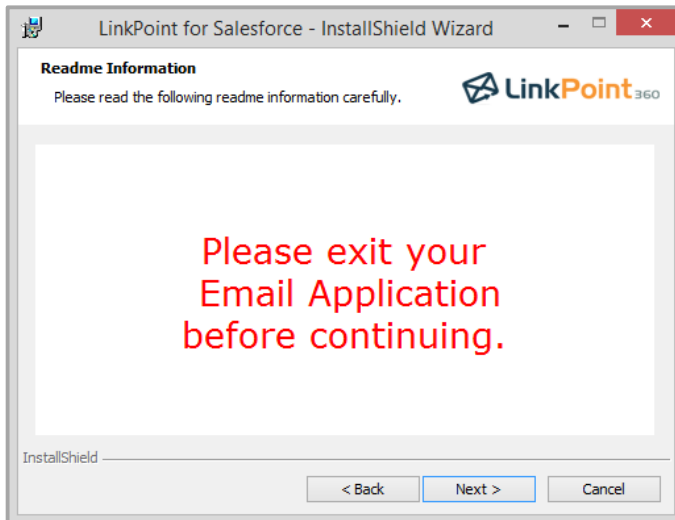 LinkPoint for Salesforce - InstallShield Wizard
Readme Information
Please read the following readme information carefully.
LinkPoint360
Please exit your
Email Application
before continuing.
InstallShield
< Back
Next >
Cancel